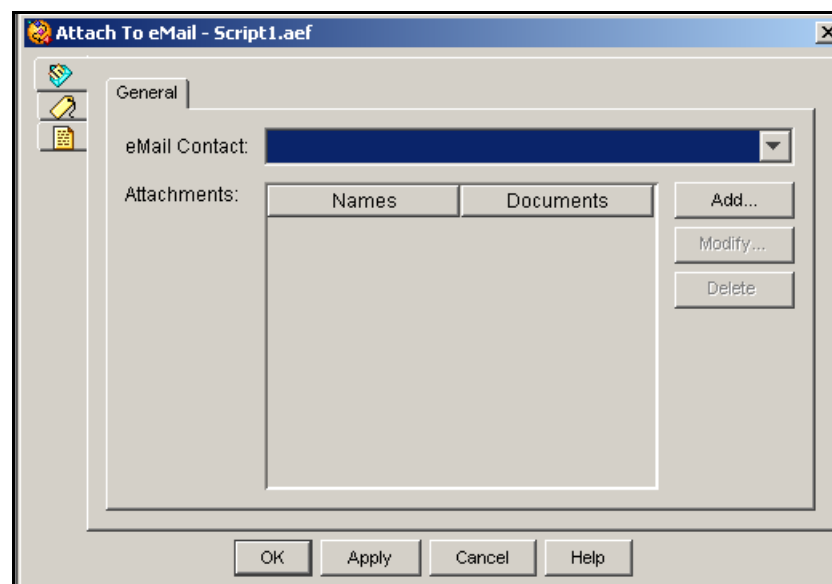 Attach To eMail - Script1.aef
General
eMail Contact:
Attachments:
Names Documents
Add...
Modify...
Delete
OK Apply Cancel Help